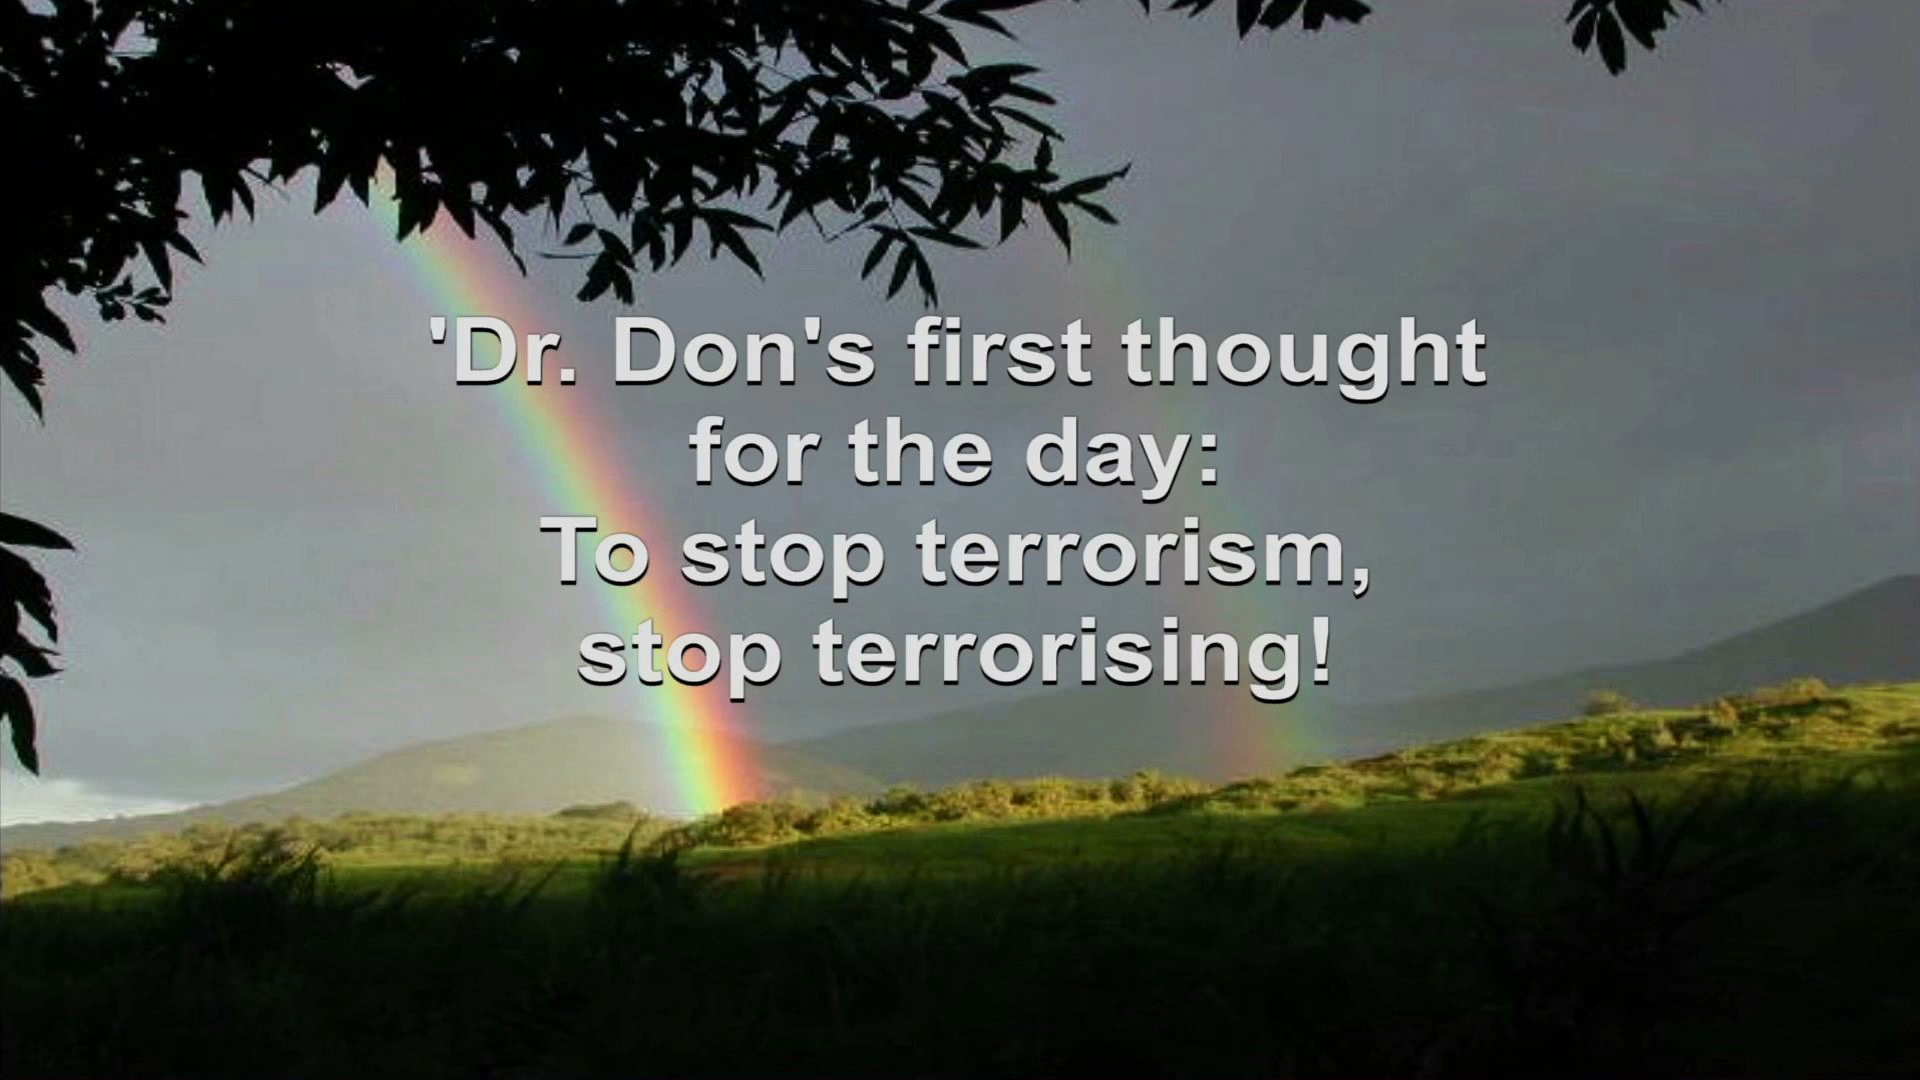 'Dr. Don's first thought
for the day:
To stop terrorism,
stop terrorising!